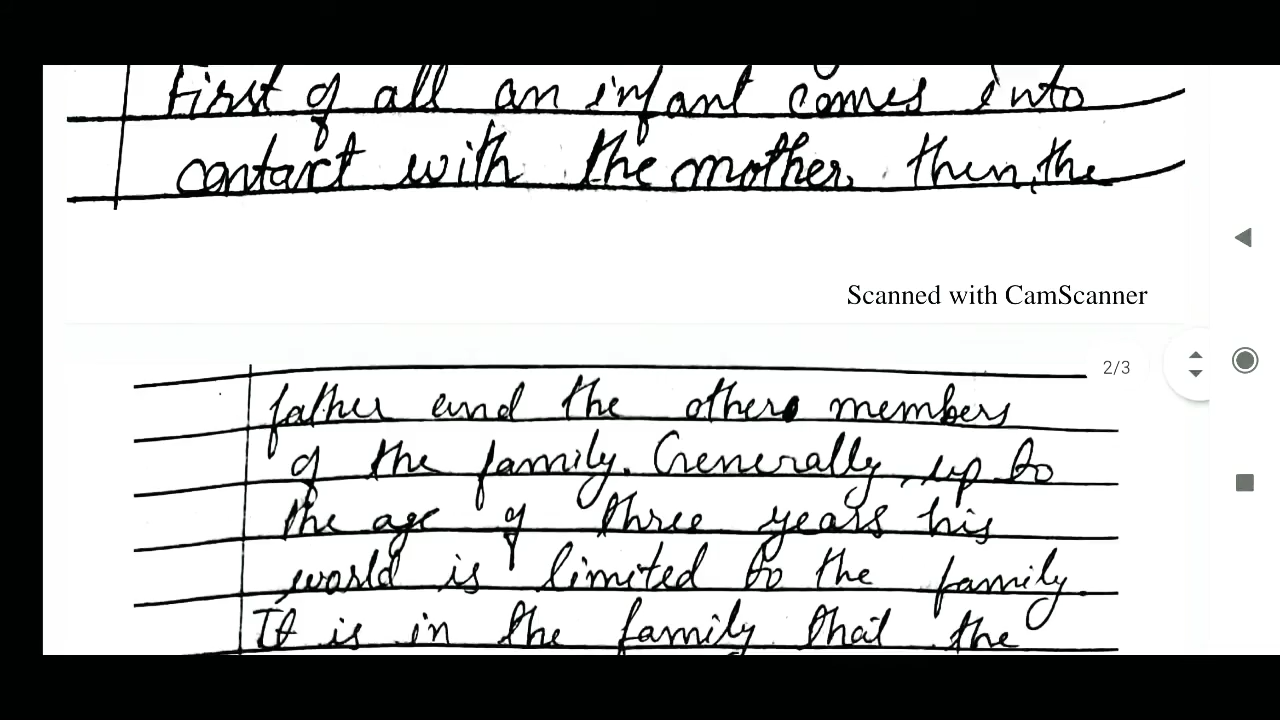 First of all an infant comes into
contact with the mother, then, the
Scanned with CamScanner
2/3
father and the other members
of the family. Generally, up to
the age of three years his
world is limited to the family.
It is in the family that the